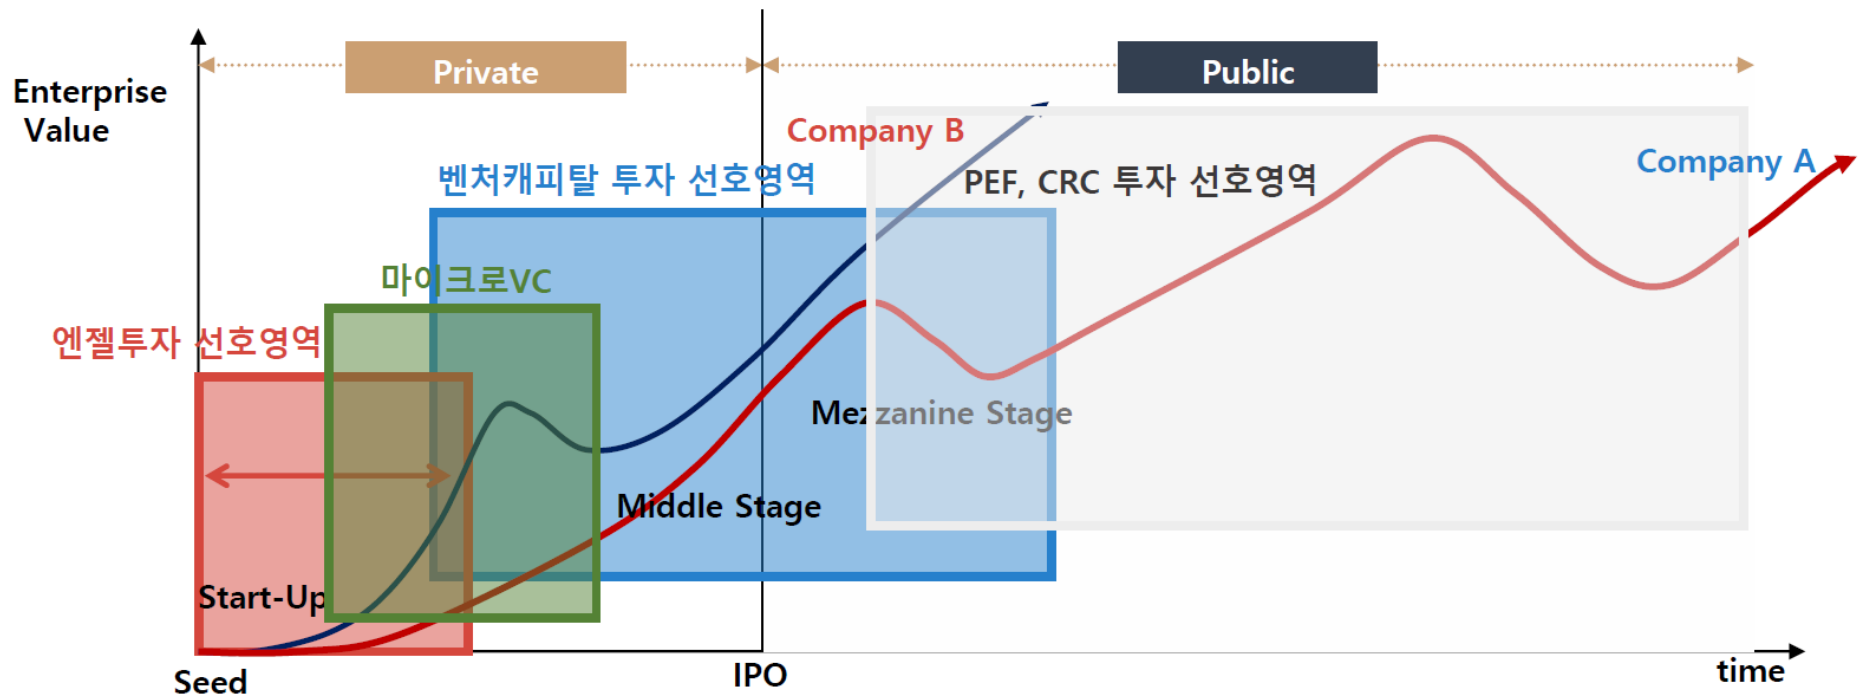 Private
Public
Enterprise
Value
Company B
벤처캐피탈 투자 선호영역
PEF, CRC 투자 선호영역
Company A
마이크로VC
엔젤투자 선호영역
Mezzanine Stage
Middle Stage
Start-Up
Seed
IPO
time